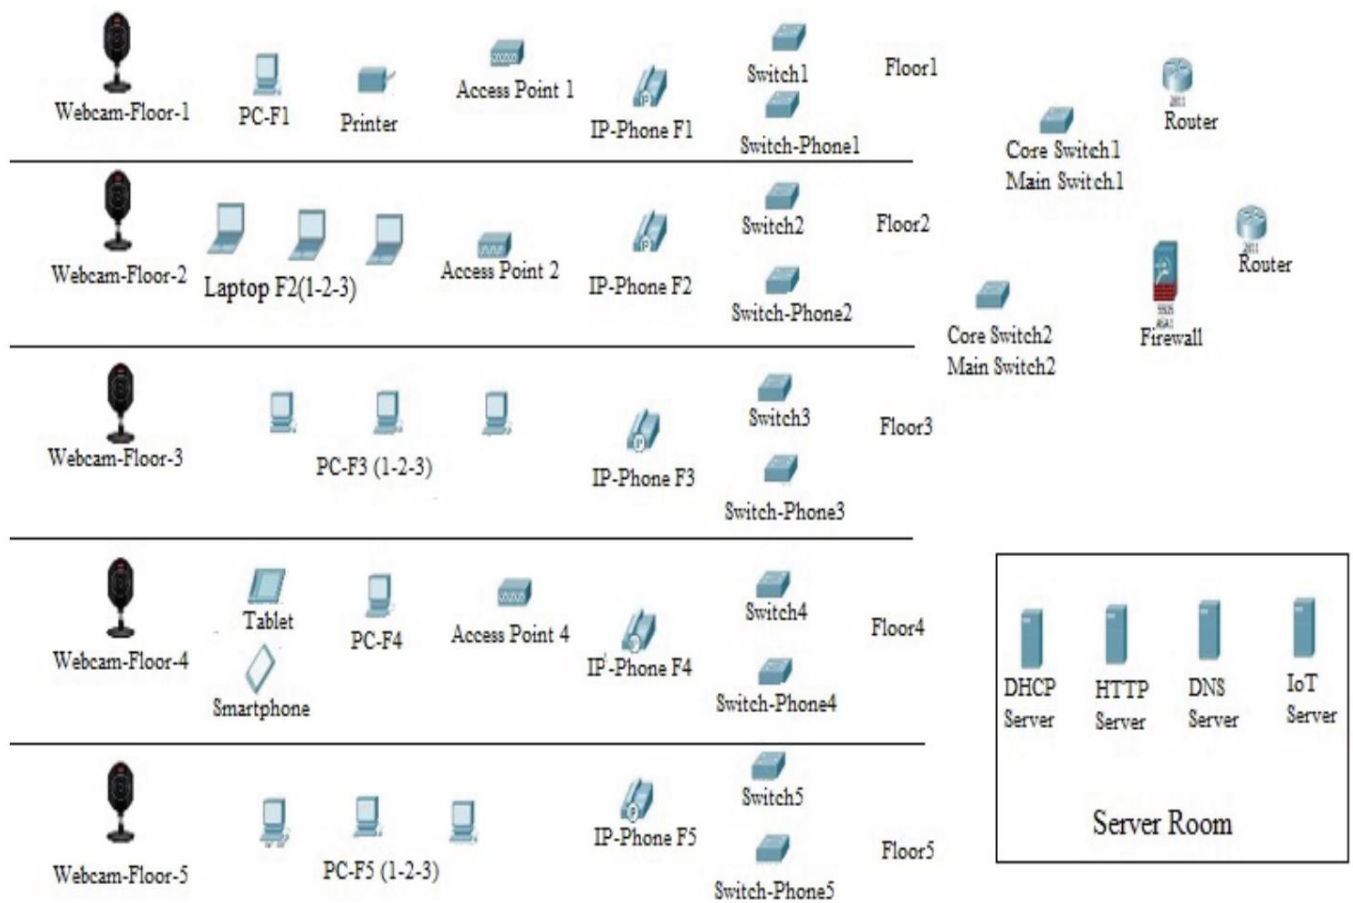 Webcam-Floor-1
PC-F1
Printer
Access Point 1
IP-Phone F1
Switch1
Switch-Phone1
Floor1
Core Switch1
Main Switch1
2811
Router
Webcam-Floor-2
Laptop F2(1-2-3)
Access Point 2
IP-Phone F2
Switch2
Switch-Phone2
Floor2
Core Switch2
Main Switch2
Firewall
Router
Webcam-Floor-3
PC-F3 (1-2-3)
P
IP-Phone F3
Switch3
Switch-Phone3
Floor3
Webcam-Floor-4
Tablet
Smartphone
PC-F4
Access Point 4
IP-Phone F4
Switch4
Switch-Phone4
Floor4
Webcam-Floor-5
PC-F5 (1-2-3)
IP-Phone F5
Switch5
Switch-Phone5
Floor5
DHCP
Server
HTTP
Server
DNS
Server
IoT
Server
Server Room